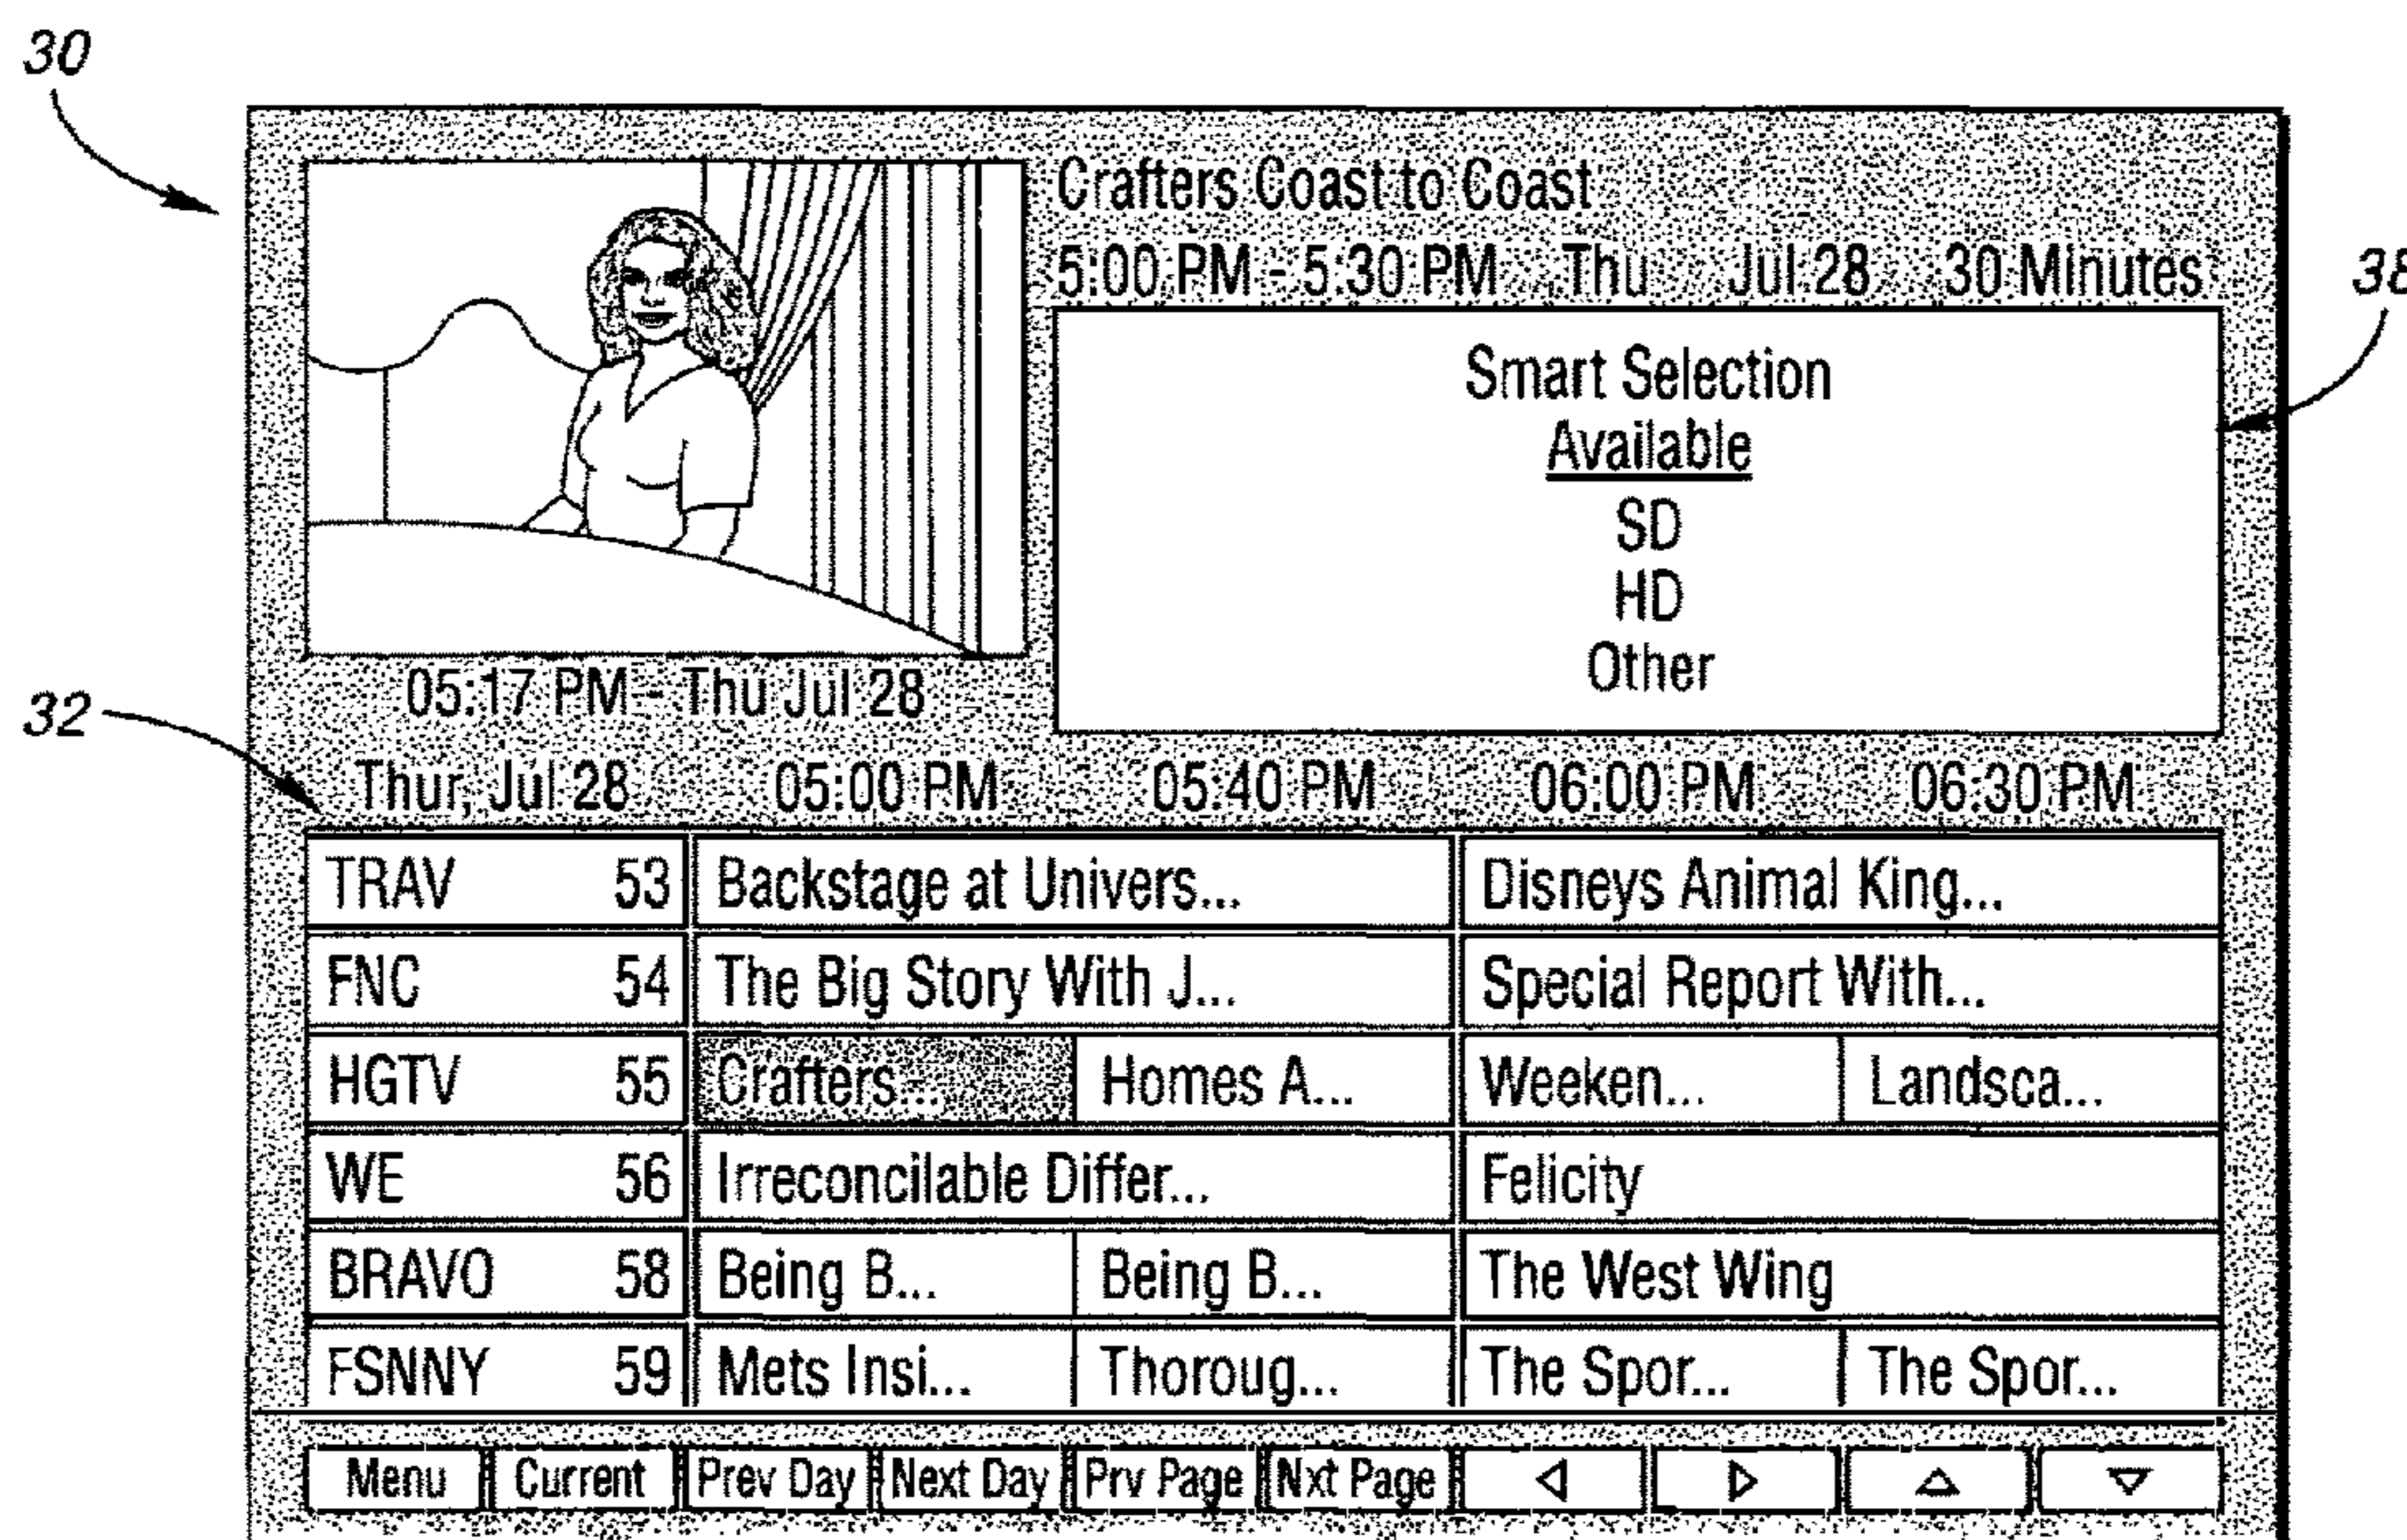 30
Crafters Coast to Coast
5:00 PM - 5:30 PM Thu Jul 28 30 Minutes
38
Smart Selection
Available
SD
HD
Other
05:17 PM - Thu Jul 28
32
Thur, Jul 28 05:00 PM 05:40 PM 06:00 PM 06:30 PM
TRAV 53 Backstage at Univers... Disneys Animal King...
FNC 54 The Big Story With J... Special Report With...
HGTV 55 Crafters... Homes A... Weeken... Landsca...
WE 56 Irreconcilable Differ... Felicity
BRAVO 58 Being B... Being B... The West Wing
FSNNY 59 Mets Insi... Thoroug... The Spor... The Spor...
Menu Current Prev Day Next Day Prv Page Nxt Page